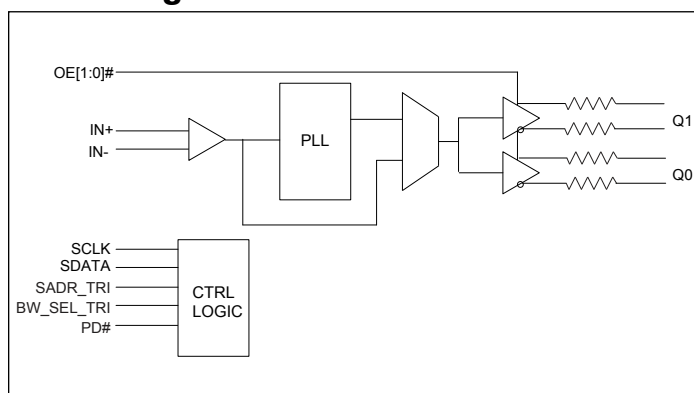 OE[1:0]#
IN+
IN-
PLL
Q1
Q0
SCLK
SDATA
SADR_TRI
BW_SEL_TRI
PD#
CTRL
LOGIC